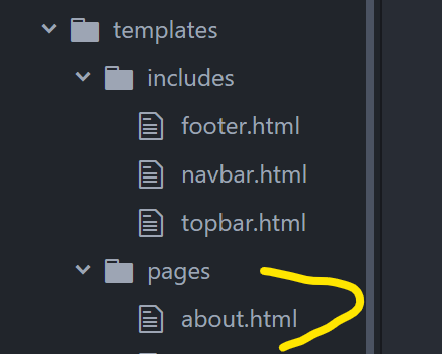 templates
includes
footer.html
navbar.html
topbar.html
pages
about.html